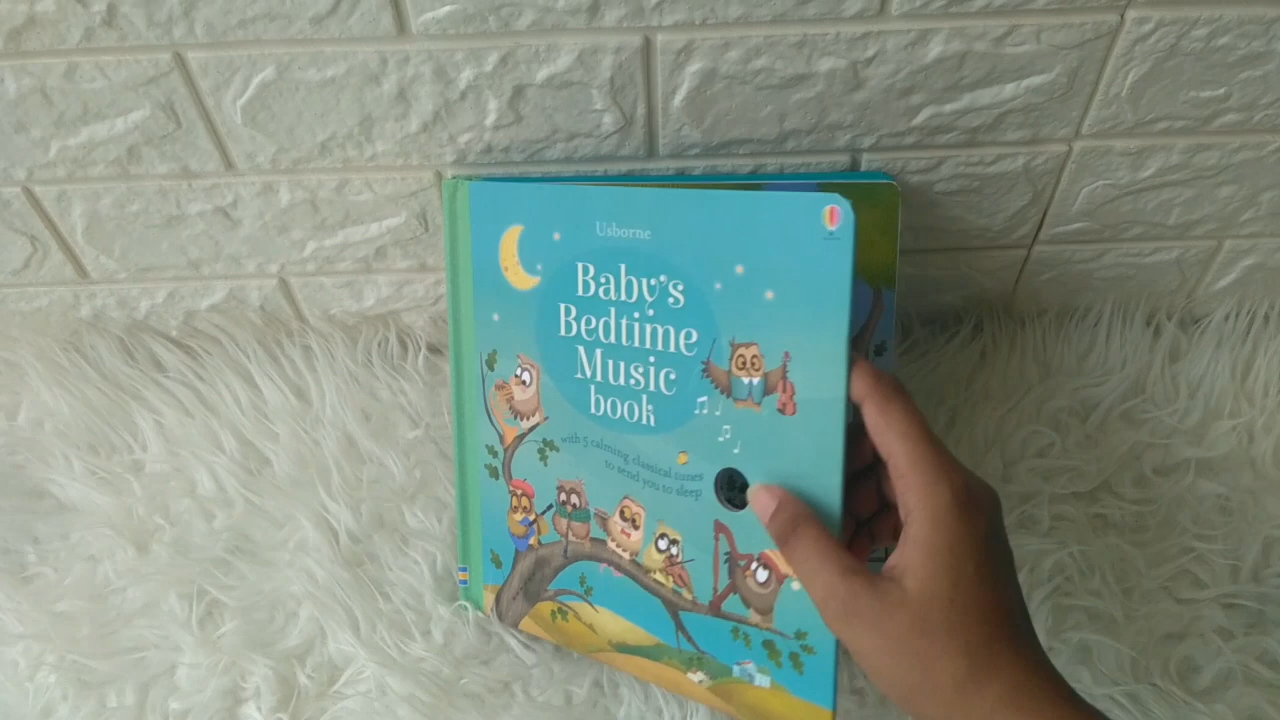 Usborne
Baby's
Bedtime
Music
book
with 5 calming classical tunes
to send you to sleep